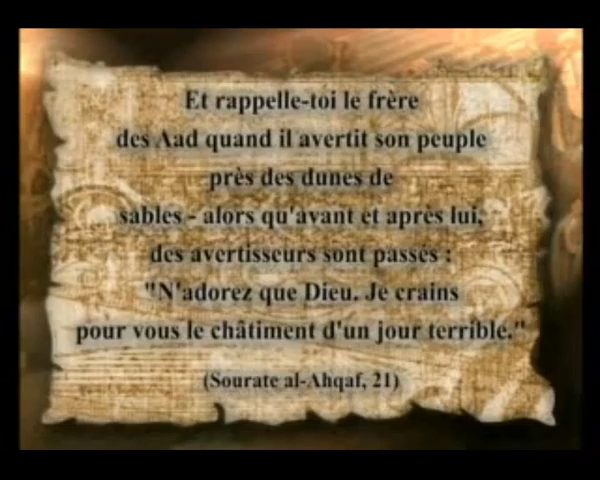 Et rappelle-toi le frère
des Aad quand il avertit son peuple
près des dunes de
sables - alors qu'avant et après lui,
des avertisseurs sont passés :
"N'adorez que Dieu. Je crains
pour vous le châtiment d'un jour terrible."
(Sourate al-Ahqaf, 21)